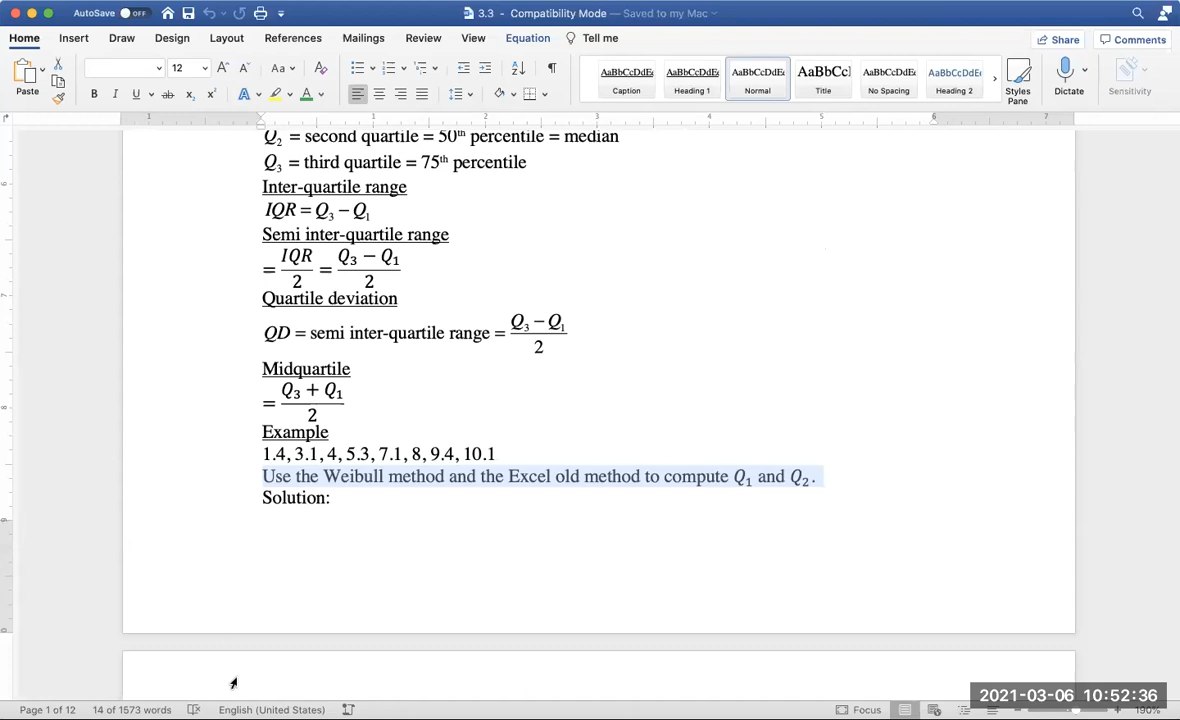 AutoSave OFF 3.3 - Compatibility Mode — Saved to my Mac
Home Insert Draw Design Layout References Mailings Review View Equation Tell me Share Comments
Paste 12 Aa AaBbCcDdEe AaBbCcDdEe AaBbCcDdEe AaBbCcI AaBbCcDdEe AaBbCcDdEe
Caption Heading 1 Normal Title No Spacing Heading 2 Styles Pane Dictate Sensitivity
Q₂ = second quartile = 50th percentile = median
Q₃ = third quartile = 75th percentile
Inter-quartile range
IQR = Q₃ − Q₁
Semi inter-quartile range
= IQR/2 = (Q₃ − Q₁)/2
Quartile deviation
QD = semi inter-quartile range = (Q₃ − Q₁)/2
Midquartile
= (Q₃ + Q₁)/2
Example
1.4, 3.1, 4, 5.3, 7.1, 8, 9.4, 10.1
Use the Weibull method and the Excel old method to compute Q₁ and Q₂.
Solution:
2021-03-06 10:52:36
Page 1 of 12 14 of 1573 words English (United States) Focus 190%